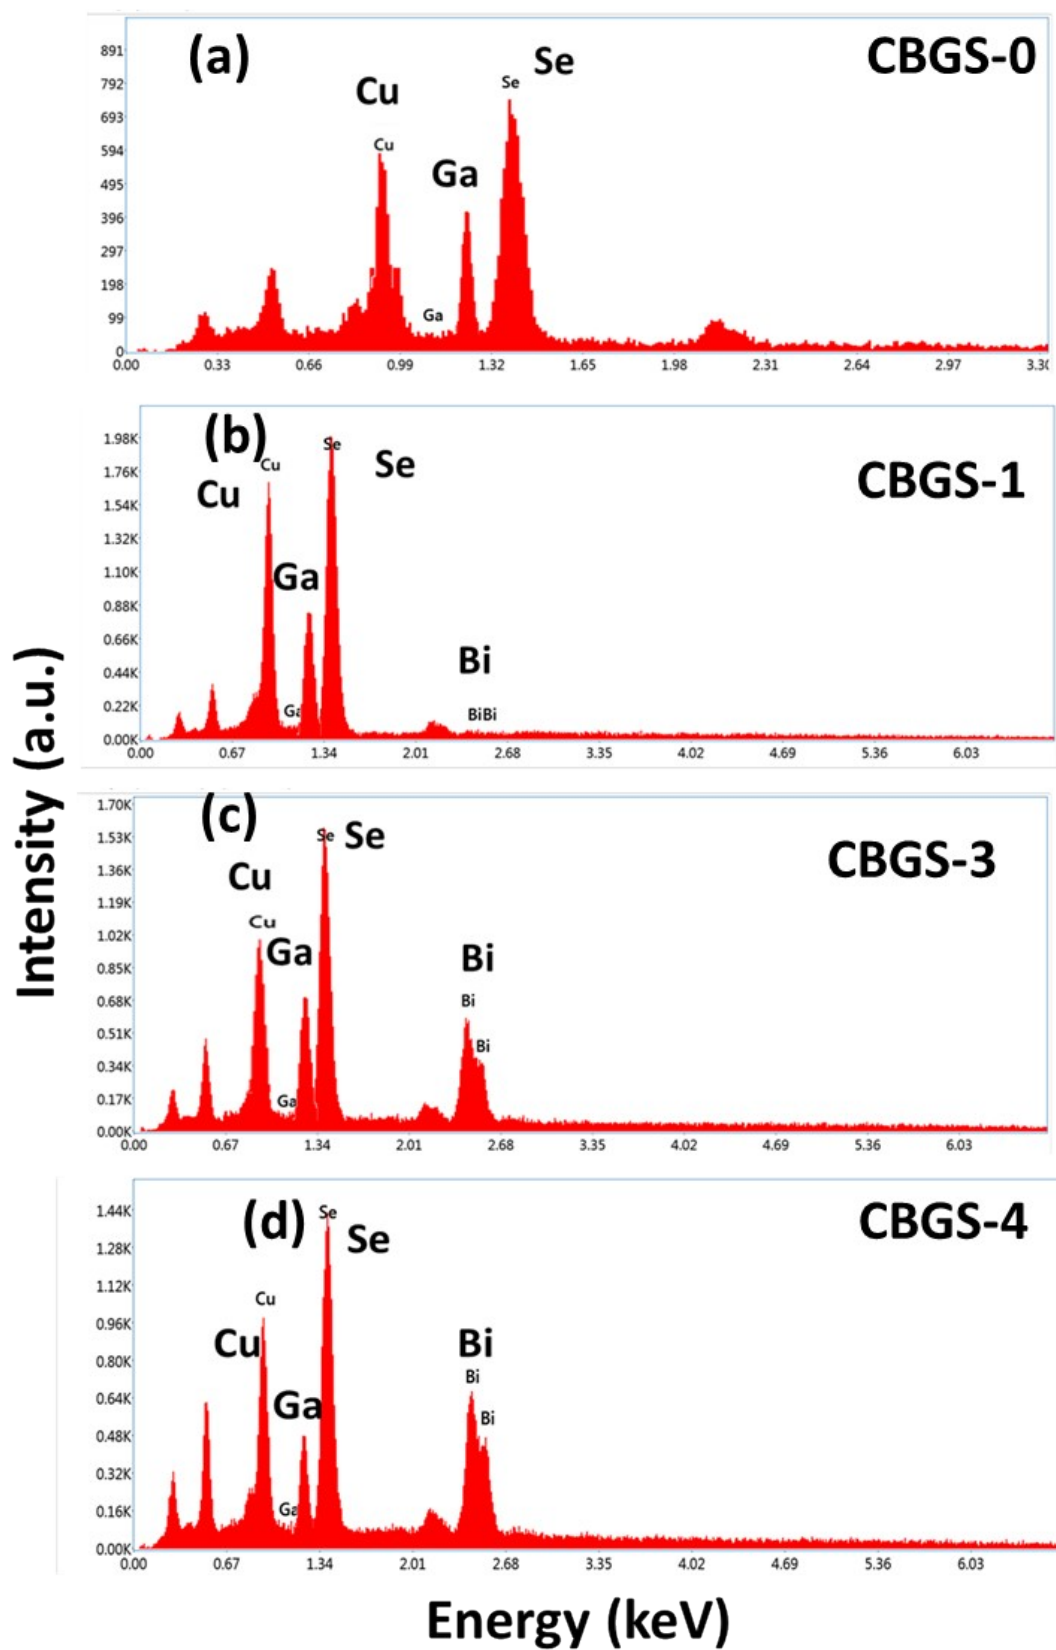 (a)
Se
CBGS-0
Cu
Se
Cu
Ga
Ga
891
792
693
594
495
396
297
198
99
0
0.00 0.33 0.66 0.99 1.32 1.65 1.98 2.31 2.64 2.97 3.30
(b)
Se
Cu
Se
Cu
CBGS-1
Ga
Bi
Ga
BiBi
1.98K
1.76K
1.54K
1.32K
1.10K
0.88K
0.66K
0.44K
0.22K
0.00K
0.00 0.67 1.34 2.01 2.68 3.35 4.02 4.69 5.36 6.03
(c)
Se
Se
CBGS-3
Cu
Cu
Ga
Bi
Bi
Bi
Ga
1.70K
1.53K
1.36K
1.19K
1.02K
0.85K
0.68K
0.51K
0.34K
0.17K
0.00K
0.00 0.67 1.34 2.01 2.68 3.35 4.02 4.69 5.36 6.03
(d)
Se
Se
CBGS-4
Cu
Cu
Bi
Bi
Ga
Bi
Ga
1.44K
1.28K
1.12K
0.96K
0.80K
0.64K
0.48K
0.32K
0.16K
0.00K
0.00 0.67 1.34 2.01 2.68 3.35 4.02 4.69 5.36 6.03
Intensity (a.u.)
Energy (keV)